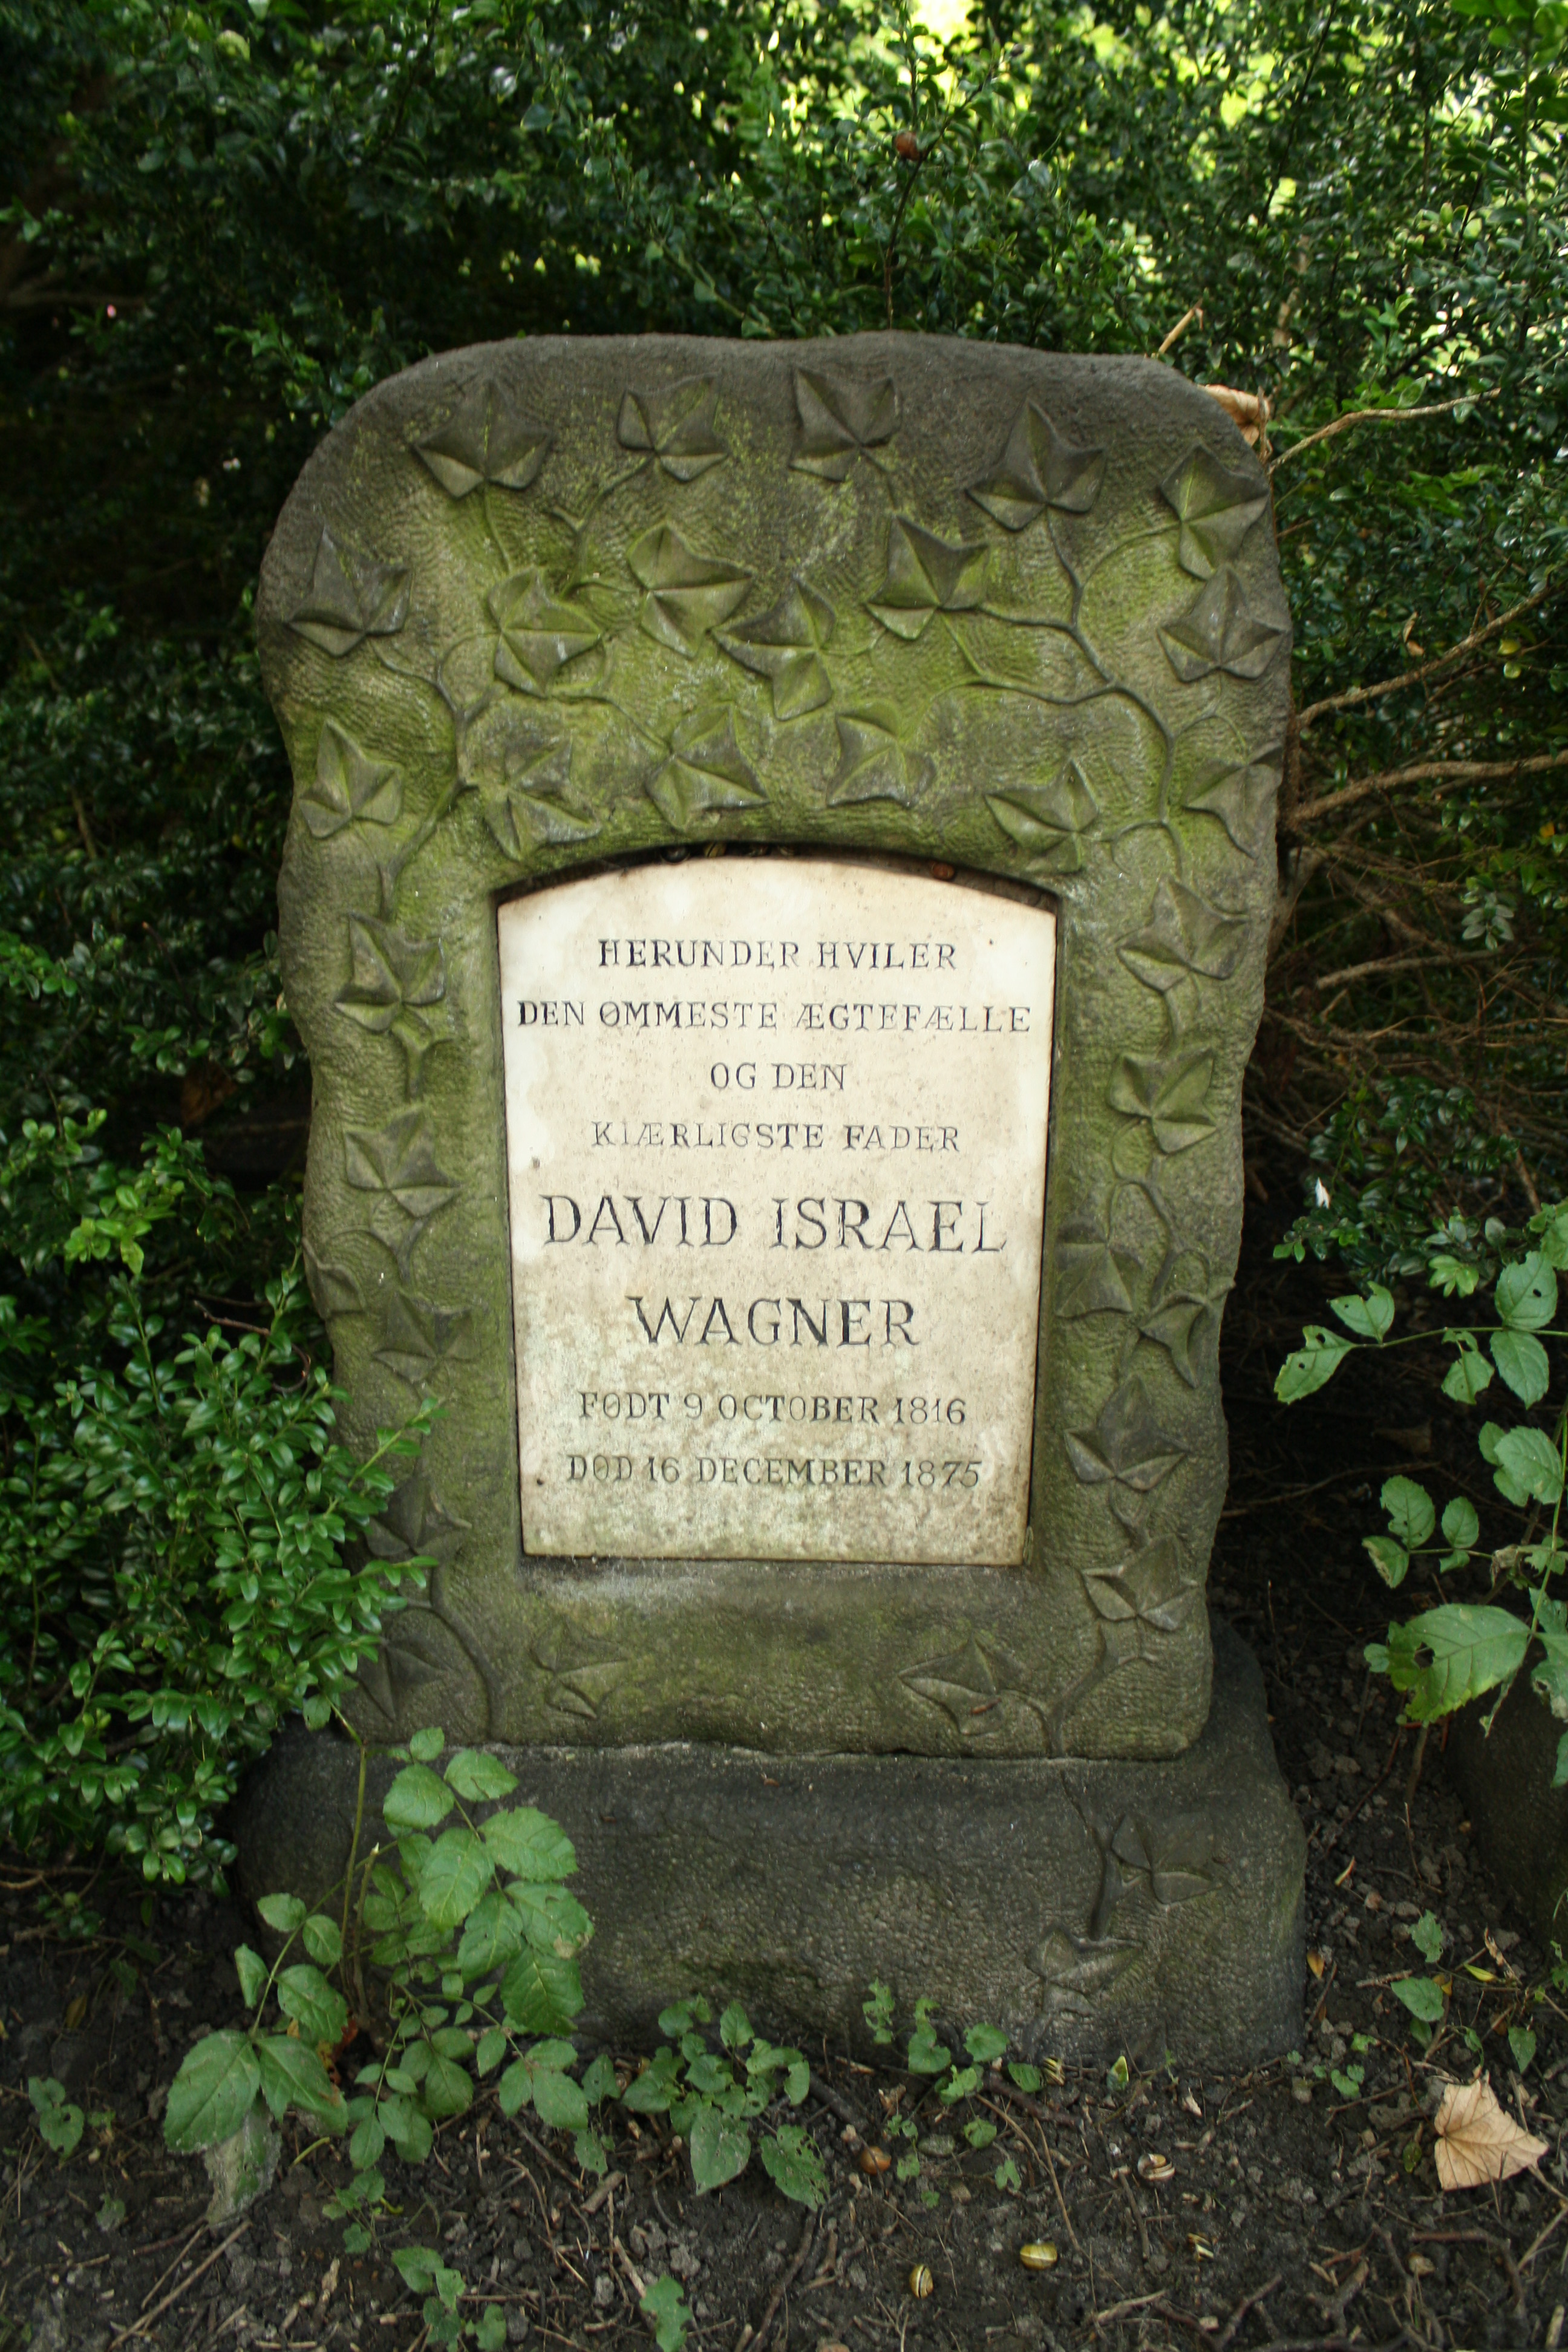 HERUNDER HVILER
DEN ØMMESTE ÆGTEFÆLLE
OG DEN
KIÆRLIGSTE FADER
DAVID ISRAEL
WAGNER
FØDT 9 OCTOBER 1816
DØD 16 DECEMBER 1875